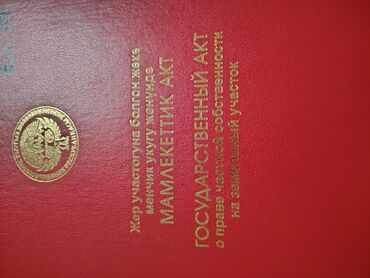 Жер участогуна болгон жеке
менчик укугу жөнүндө
МАМЛЕКЕТТИК АКТ
ГОСУДАРСТВЕННЫЙ АКТ
о праве частной собственности
на земельный участок